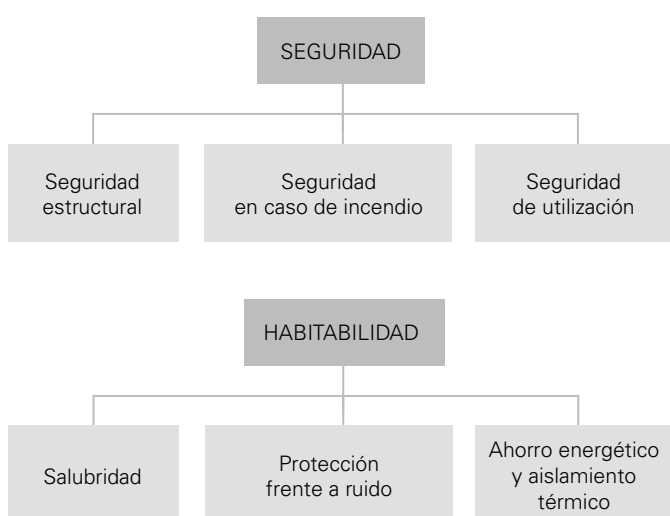 SEGURIDAD
Seguridad
estructural
Seguridad
en caso de incendio
Seguridad
de utilización
HABITABILIDAD
Salubridad
Protección
frente a ruido
Ahorro energético
y aislamiento
térmico